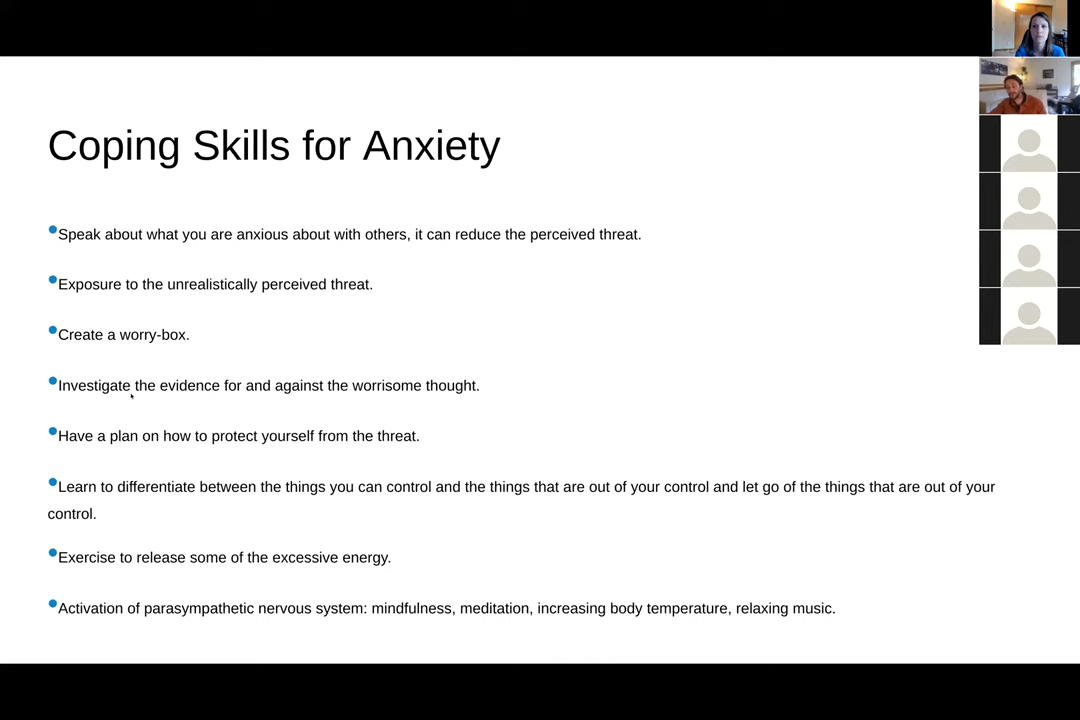 Coping Skills for Anxiety
•Speak about what you are anxious about with others, it can reduce the perceived threat.
•Exposure to the unrealistically perceived threat.
•Create a worry-box.
•Investigate the evidence for and against the worrisome thought.
•Have a plan on how to protect yourself from the threat.
•Learn to differentiate between the things you can control and the things that are out of your control and let go of the things that are out of your
control.
•Exercise to release some of the excessive energy.
•Activation of parasympathetic nervous system: mindfulness, meditation, increasing body temperature, relaxing music.